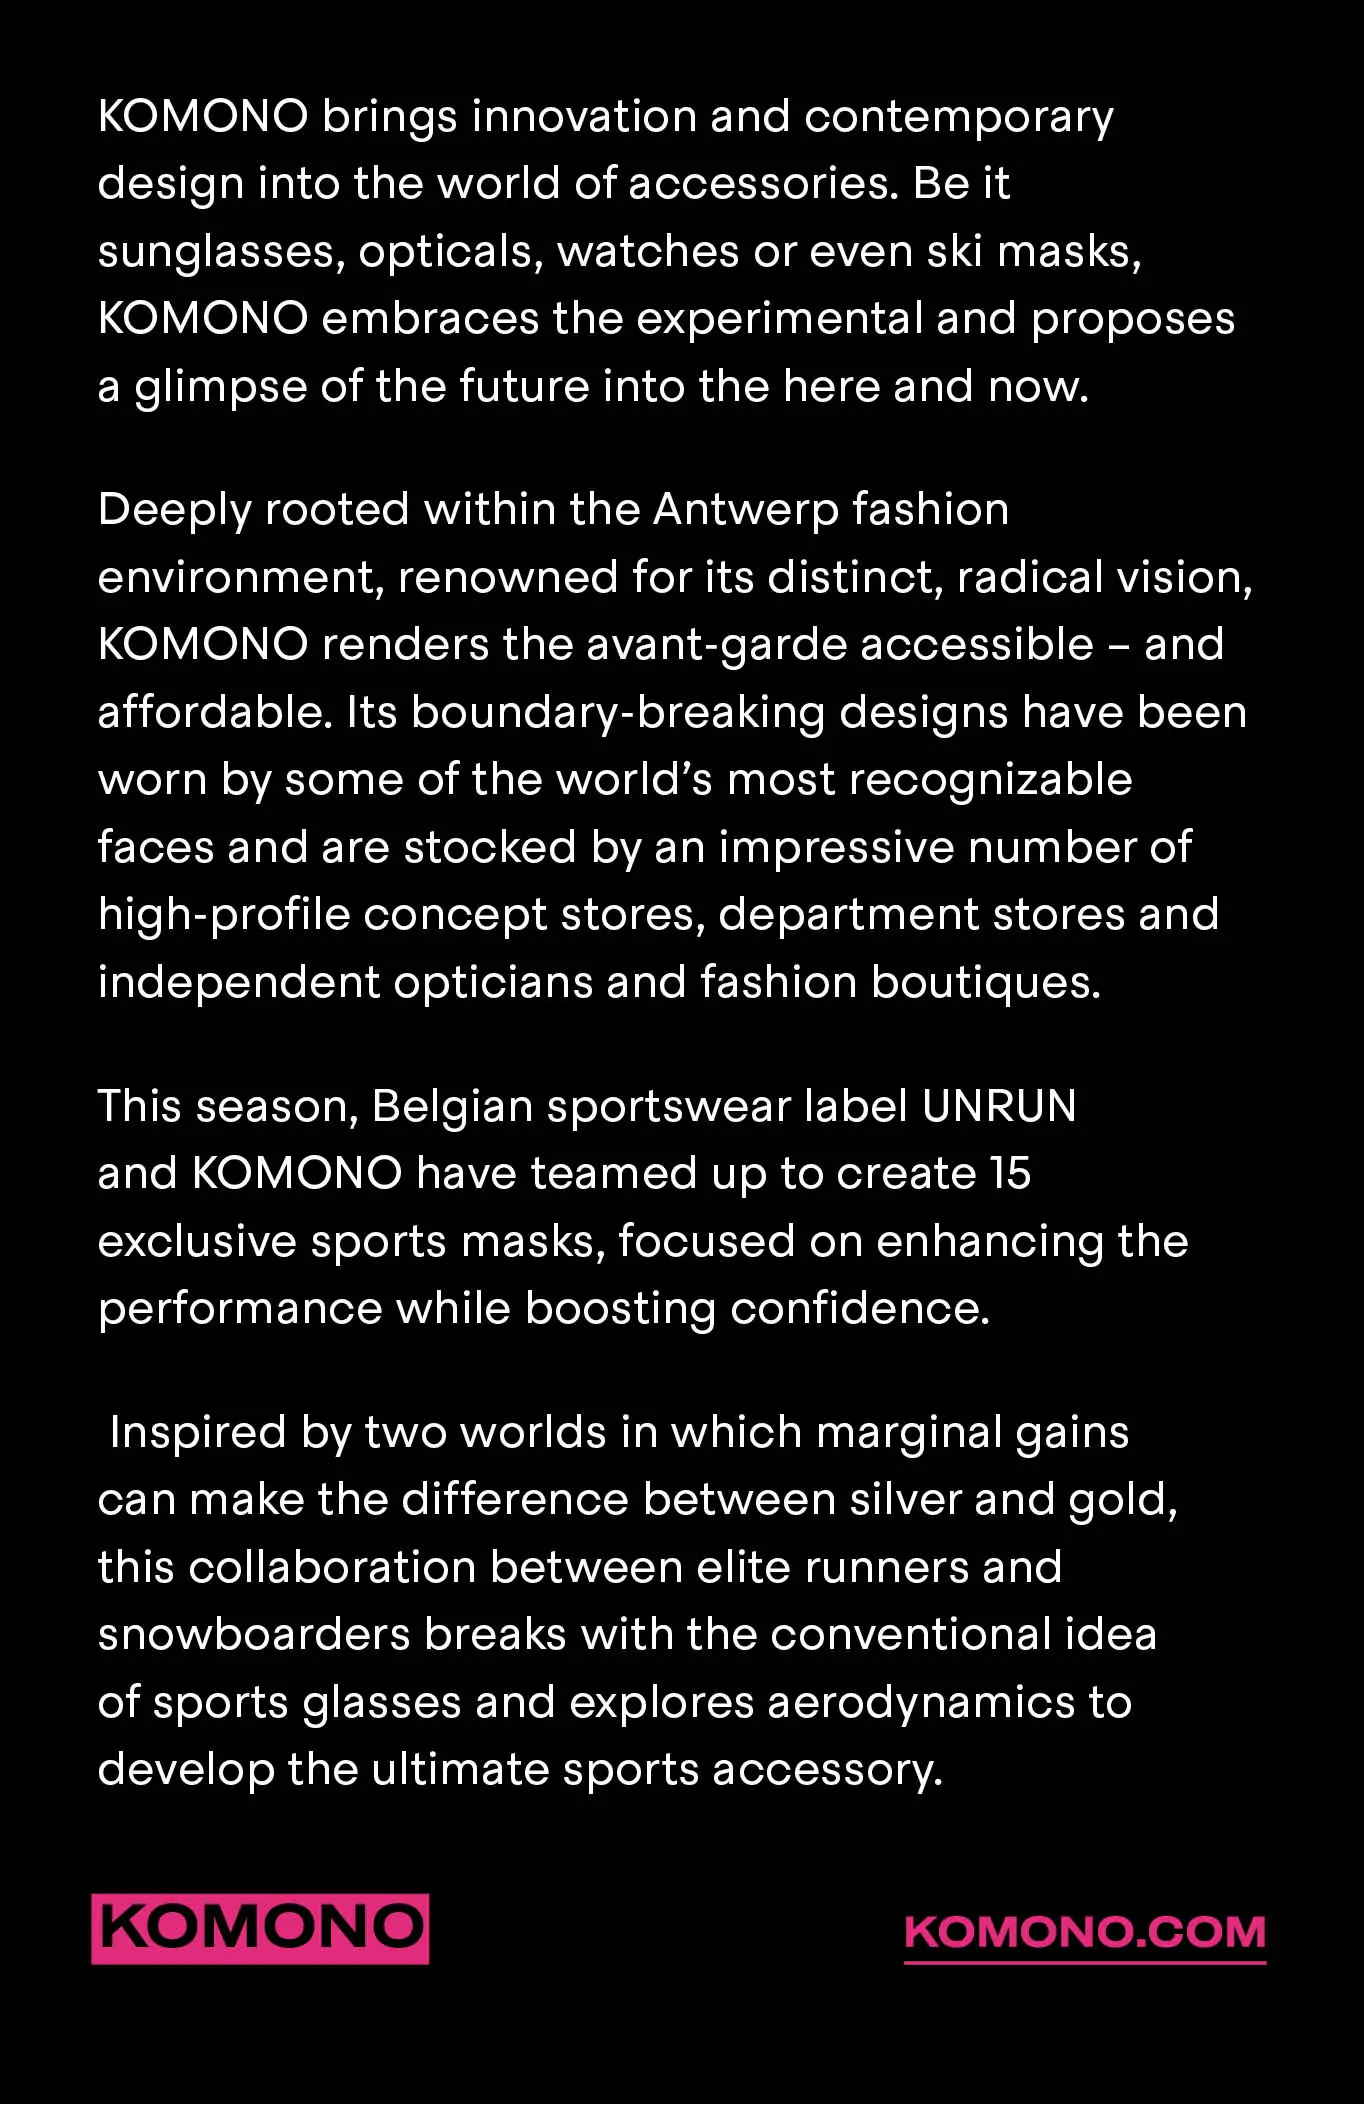 KOMONO brings innovation and contemporary
design into the world of accessories. Be it
sunglasses, opticals, watches or even ski masks,
KOMONO embraces the experimental and proposes
a glimpse of the future into the here and now.
Deeply rooted within the Antwerp fashion
environment, renowned for its distinct, radical vision,
KOMONO renders the avant-garde accessible – and
affordable. Its boundary-breaking designs have been
worn by some of the world’s most recognizable
faces and are stocked by an impressive number of
high-profile concept stores, department stores and
independent opticians and fashion boutiques.
This season, Belgian sportswear label UNRUN
and KOMONO have teamed up to create 15
exclusive sports masks, focused on enhancing the
performance while boosting confidence.
Inspired by two worlds in which marginal gains
can make the difference between silver and gold,
this collaboration between elite runners and
snowboarders breaks with the conventional idea
of sports glasses and explores aerodynamics to
develop the ultimate sports accessory.
KOMONO
KOMONO.COM